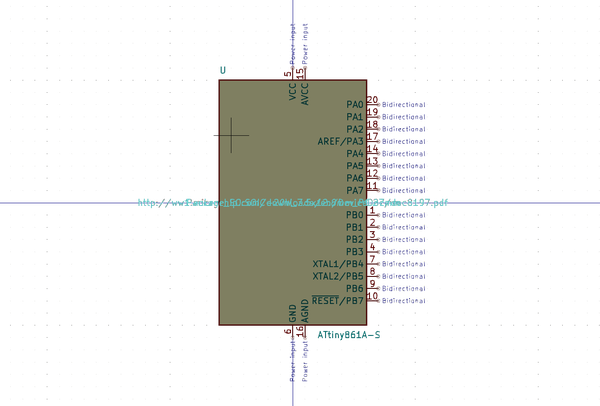 Power input
Power input
U
5
15
VCC
AVCC
PA0 20 Bidirectional
PA1 19 Bidirectional
PA2 18 Bidirectional
AREF/PA3 17 Bidirectional
PA4 14 Bidirectional
PA5 13 Bidirectional
PA6 12 Bidirectional
PA7 11 Bidirectional
PB0 1 Bidirectional
PB1 2 Bidirectional
PB2 3 Bidirectional
PB3 4 Bidirectional
XTAL1/PB4 7 Bidirectional
XTAL2/PB5 8 Bidirectional
PB6 9 Bidirectional
RESET/PB7 10 Bidirectional
GND
AGND
6
16
ATtiny861A-S
Power input
Power input